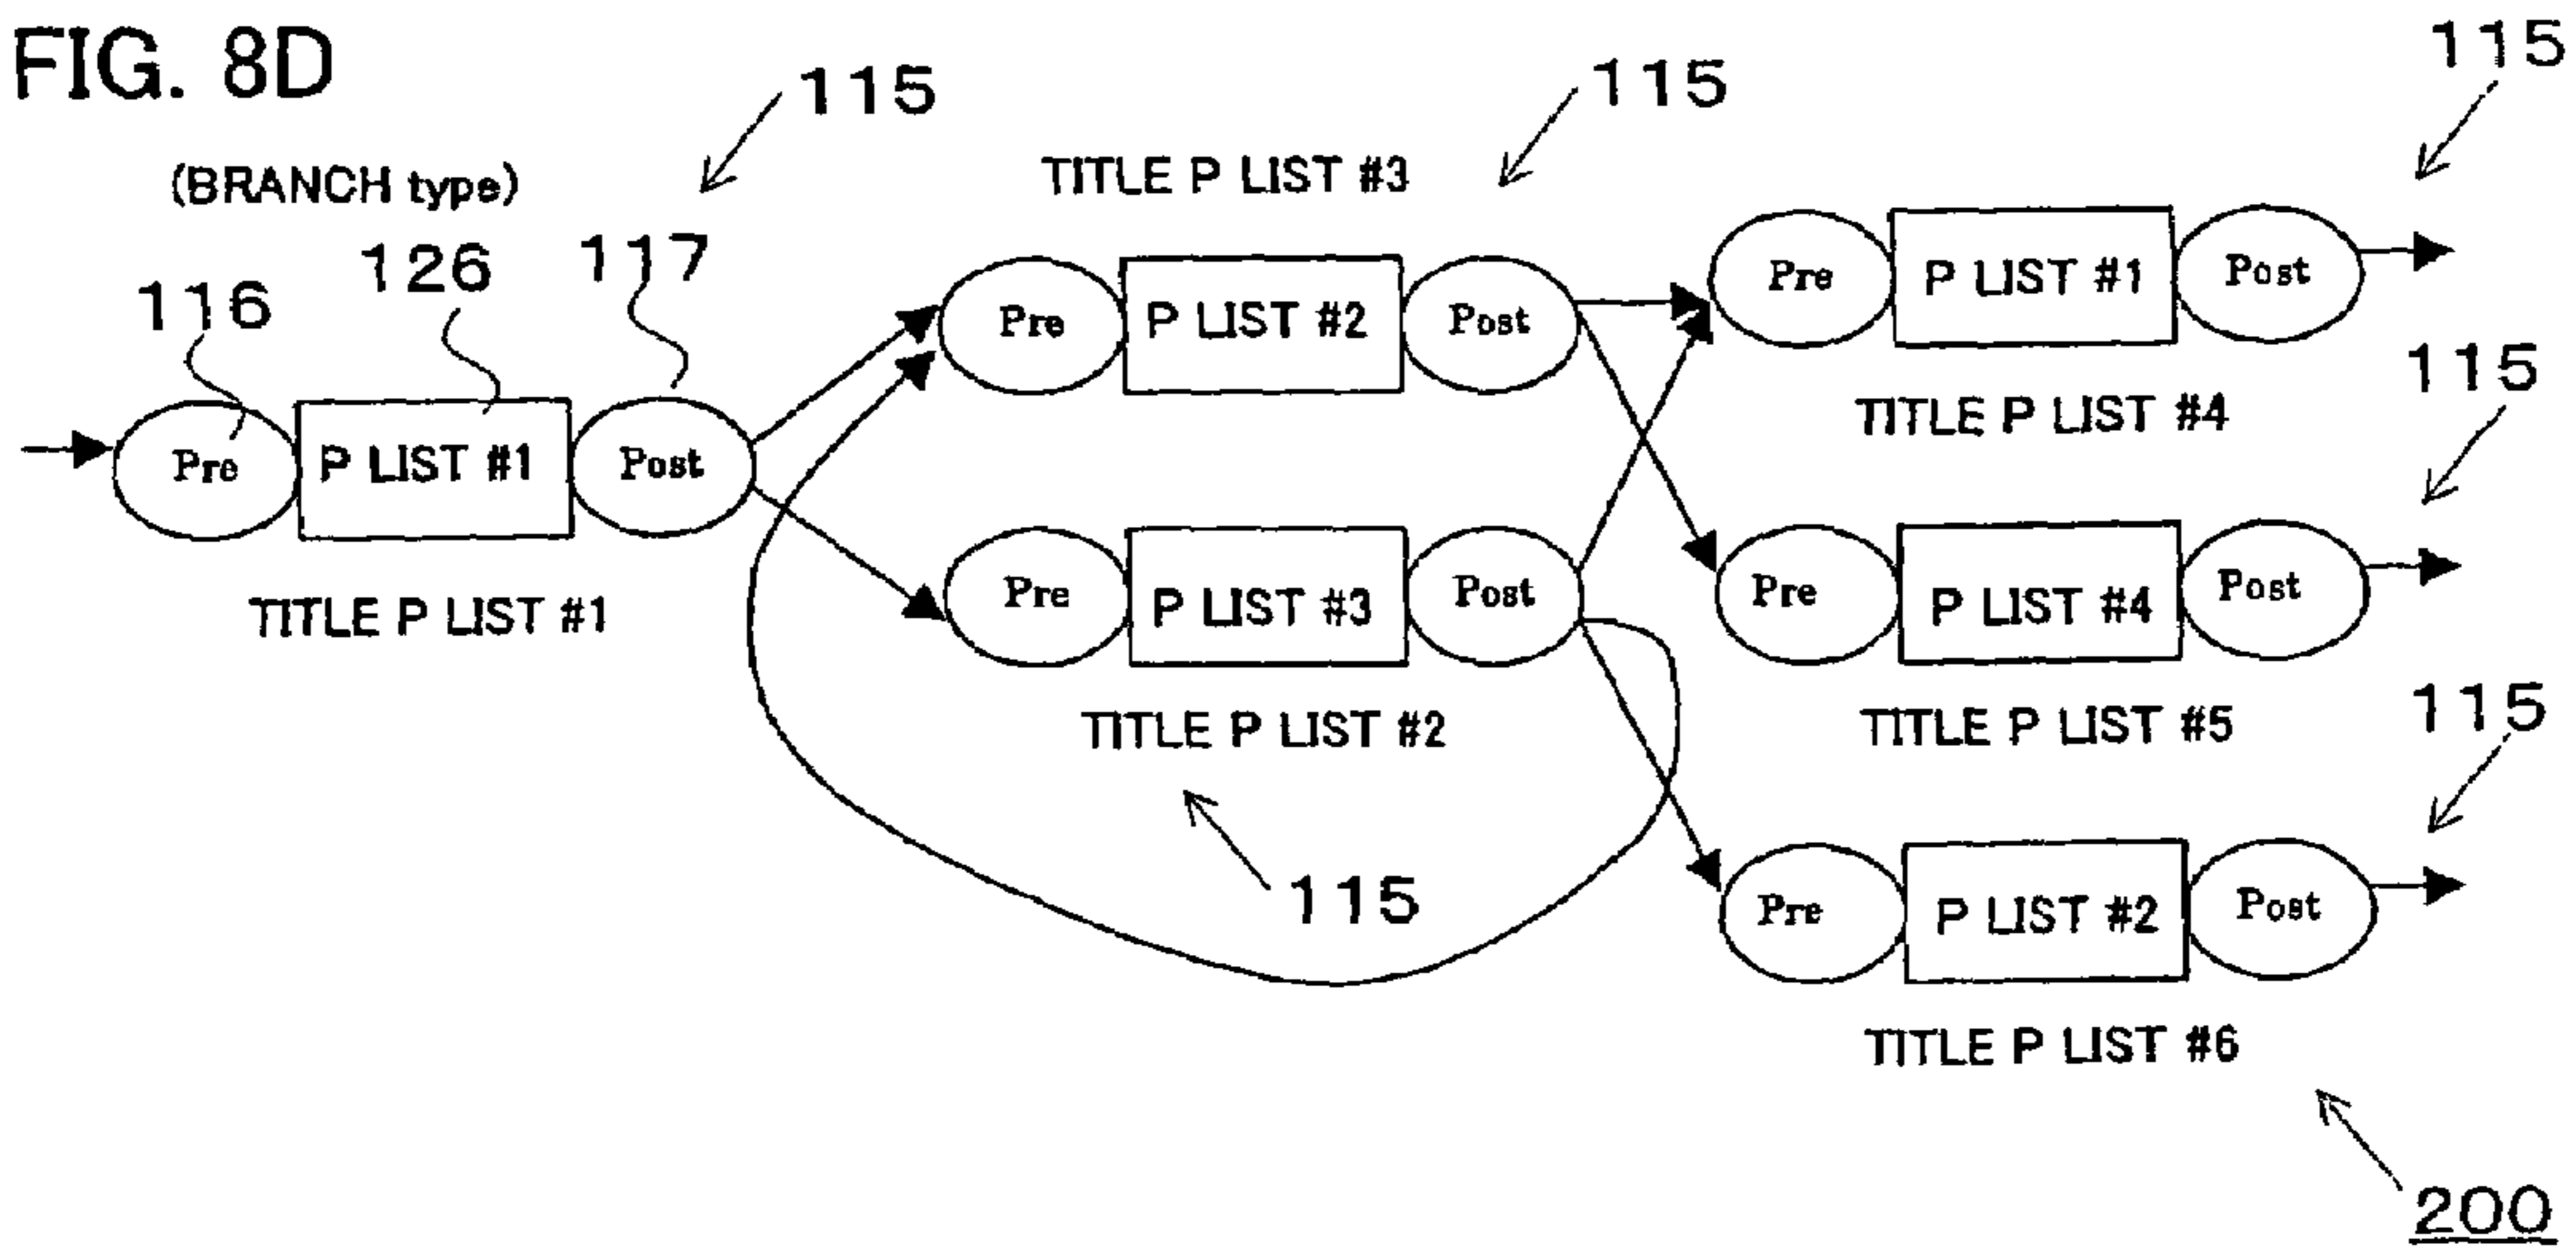 FIG. 8D
115
115
115
(BRANCH type)
TITLE P LIST #3
116
126
117
Pre
P LIST #1
Post
TITLE P LIST #1
Pre
P LIST #2
Post
Pre
P LIST #3
Post
TITLE P LIST #2
115
Pre
P LIST #1
Post
TITLE P LIST #4
115
Pre
P LIST #4
Post
TITLE P LIST #5
115
Pre
P LIST #2
Post
TITLE P LIST #6
200